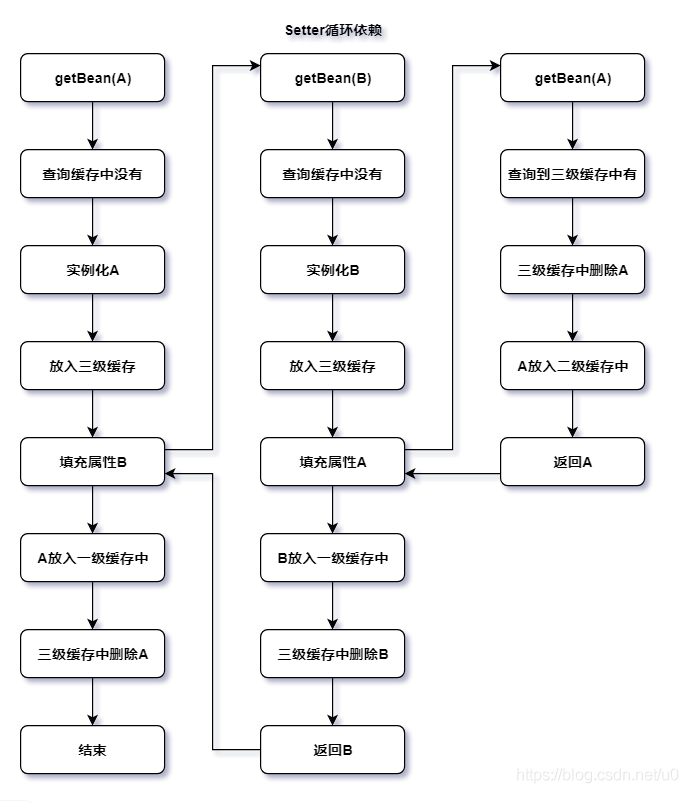 Setter循环依赖
getBean(A)
查询缓存中没有
实例化A
放入三级缓存
填充属性B
A放入一级缓存中
三级缓存中删除A
结束
getBean(B)
查询缓存中没有
实例化B
放入三级缓存
填充属性A
B放入一级缓存中
三级缓存中删除B
返回B
getBean(A)
查询到三级缓存中有
三级缓存中删除A
A放入二级缓存中
返回A
https://blog.csdn.net/u0